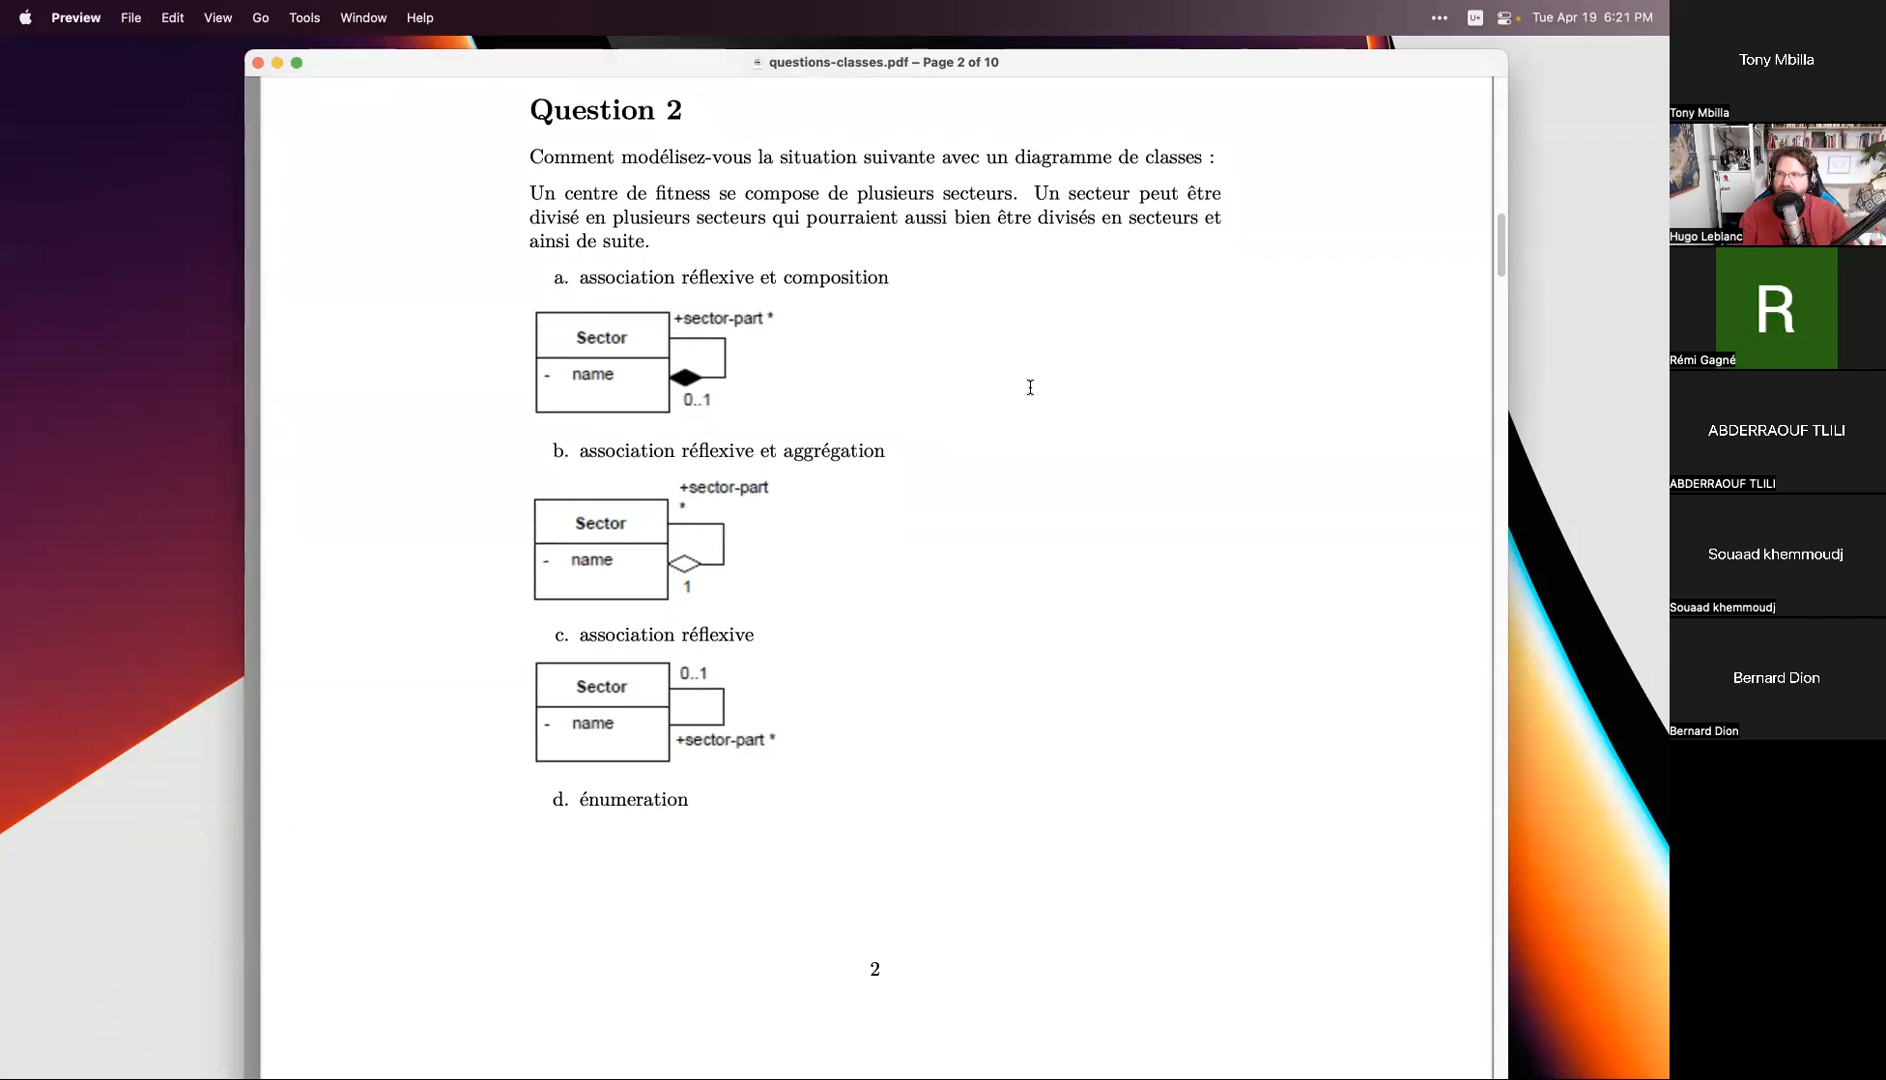 Preview File Edit View Go Tools Window Help
U+ Tue Apr 19 6:21 PM
questions-classes.pdf – Page 2 of 10
Question 2
Comment modélisez-vous la situation suivante avec un diagramme de classes :
Un centre de fitness se compose de plusieurs secteurs. Un secteur peut être
divisé en plusieurs secteurs qui pourraient aussi bien être divisés en secteurs et
ainsi de suite.
a. association réflexive et composition
+sector-part *
Sector
- name
0..1
b. association réflexive et aggrégation
+sector-part
*
Sector
- name
1
c. association réflexive
0..1
Sector
- name
+sector-part *
d. énumeration
2
Tony Mbilla
Tony Mbilla
Hugo Leblanc
R
Rémi Gagné
ABDERRAOUF TLILI
ABDERRAOUF TLILI
Souaad khemmoudj
Souaad khemmoudj
Bernard Dion
Bernard Dion